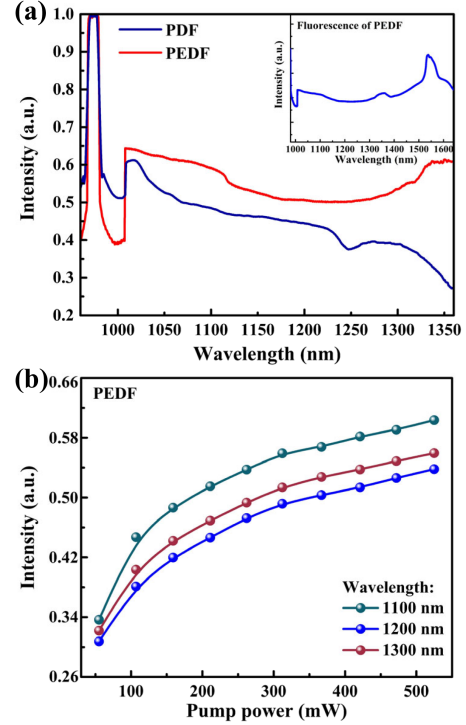 (a)
PDF
PEDF
Fluorescence of PEDF
Intensity (a.u.)
1000 1100 1200 1300 1400 1500 1600
Wavelength (nm)
1.0
0.9
0.8
0.7
0.6
0.5
0.4
0.3
0.2
Intensity (a.u.)
1000 1050 1100 1150 1200 1250 1300 1350
Wavelength (nm)
(b)
PEDF
0.66
0.58
0.50
0.42
0.34
0.26
Intensity (a.u.)
Wavelength:
1100 nm
1200 nm
1300 nm
100 200 300 400 500
Pump power (mW)